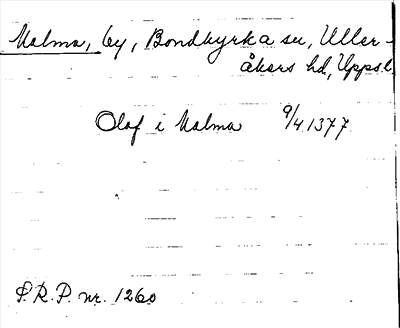 Malma, by, Bondkyrka sn, Uller-
åkers hd, Uppsl.
Olof i Malma 9/4 1377
S.R.P. nr. 1260